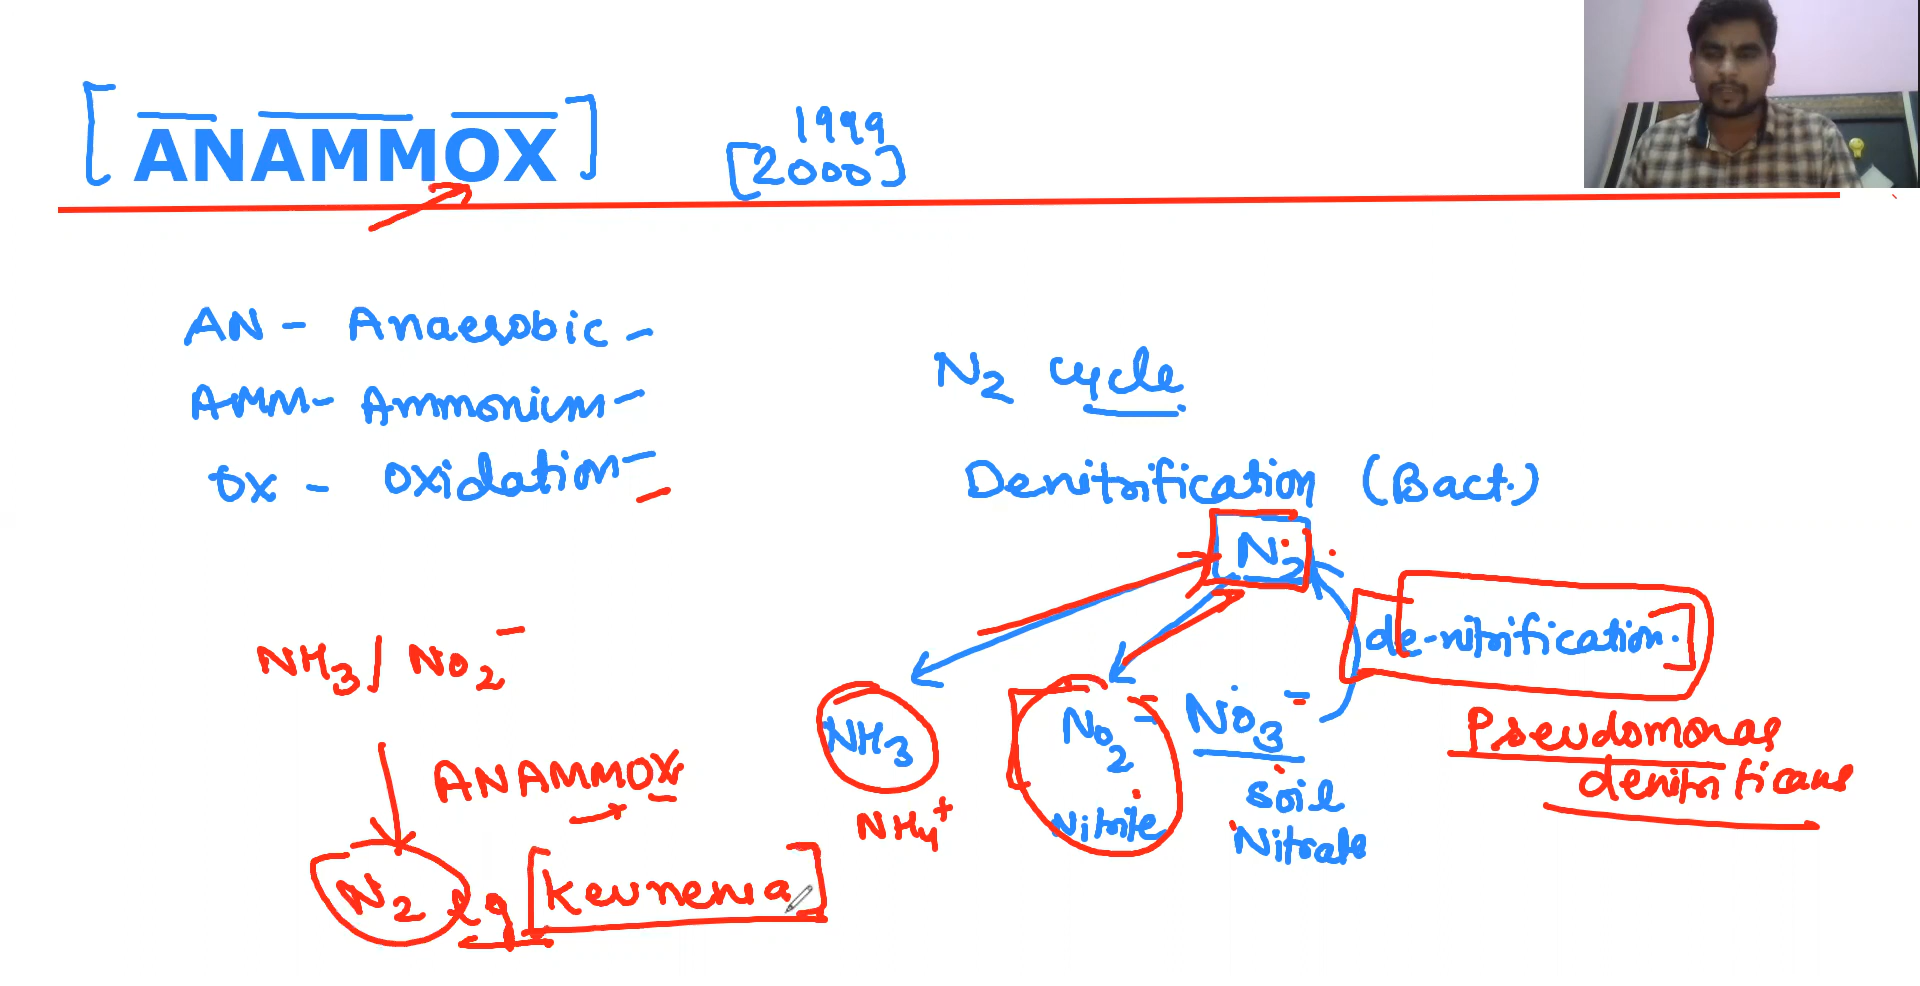 [ANAMMOX]
1999
[2000]
AN - Anaerobic -
AMM - Ammonium -
OX - Oxidation -
N2 cycle
Denitrification (Bact.)
N2
de-nitrification.
NH3 / NO2-
ANAMMOX
N2
eg [Keunenia]
NH3
NH4+
NO2-
Nitrite
NO3-
Soil
Nitrate
Pseudomonas
denitrificans